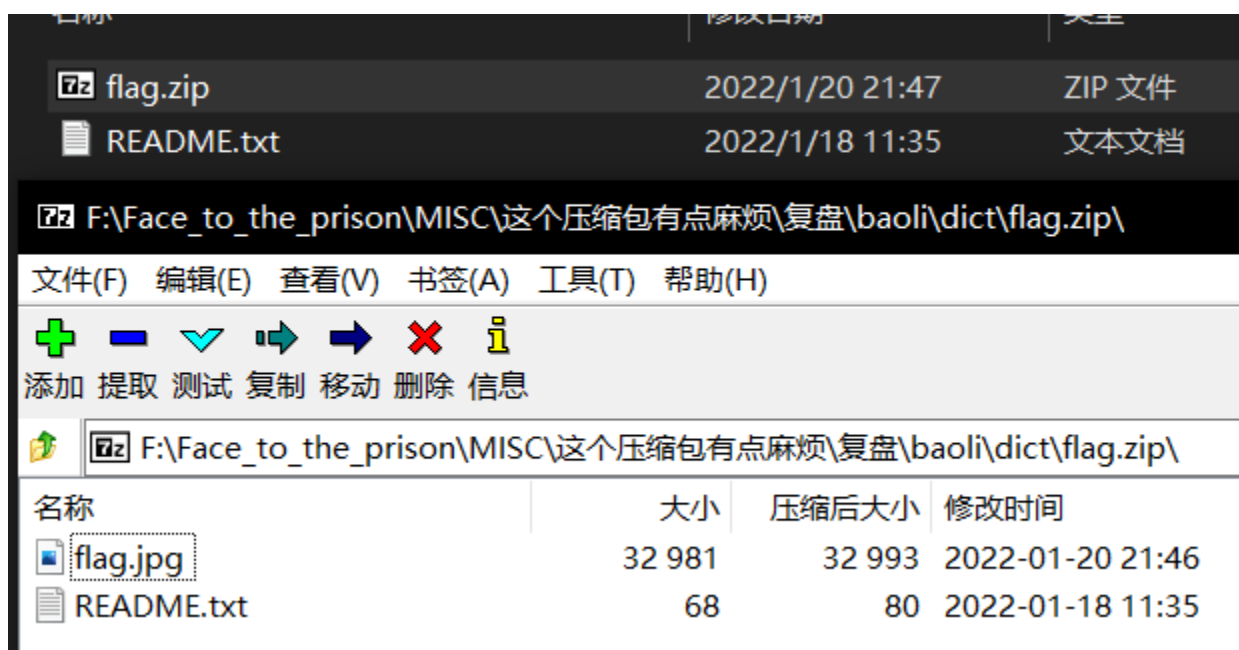 名称 修改日期 类型
flag.zip 2022/1/20 21:47 ZIP 文件
README.txt 2022/1/18 11:35 文本文档
F:\Face_to_the_prison\MISC\这个压缩包有点麻烦\复盘\baoli\dict\flag.zip\
文件(F) 编辑(E) 查看(V) 书签(A) 工具(T) 帮助(H)
添加 提取 测试 复制 移动 删除 信息
F:\Face_to_the_prison\MISC\这个压缩包有点麻烦\复盘\baoli\dict\flag.zip\
名称 大小 压缩后大小 修改时间
flag.jpg 32 981 32 993 2022-01-20 21:46
README.txt 68 80 2022-01-18 11:35